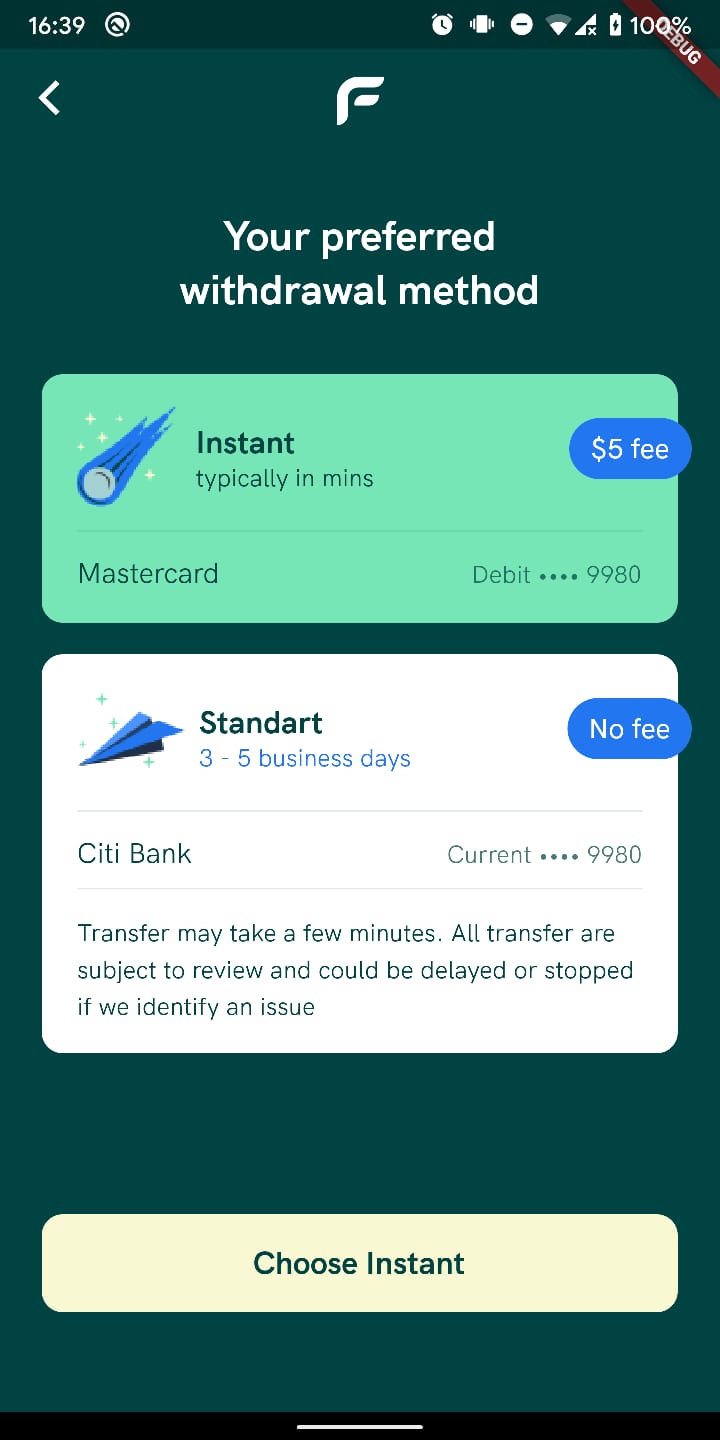 16:39
100%
DEBUG
Your preferred
withdrawal method
Instant
typically in mins
$5 fee
Mastercard
Debit •••• 9980
Standart
3 - 5 business days
No fee
Citi Bank
Current •••• 9980
Transfer may take a few minutes. All transfer are
subject to review and could be delayed or stopped
if we identify an issue
Choose Instant